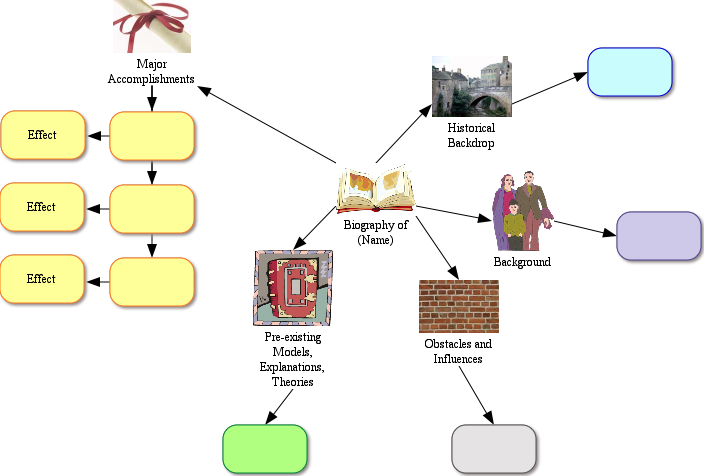 Major
Accomplishments
Effect
Effect
Effect
Historical
Backdrop
Biography of
(Name)
Background
Pre-existing
Models,
Explanations,
Theories
Obstacles and
Influences